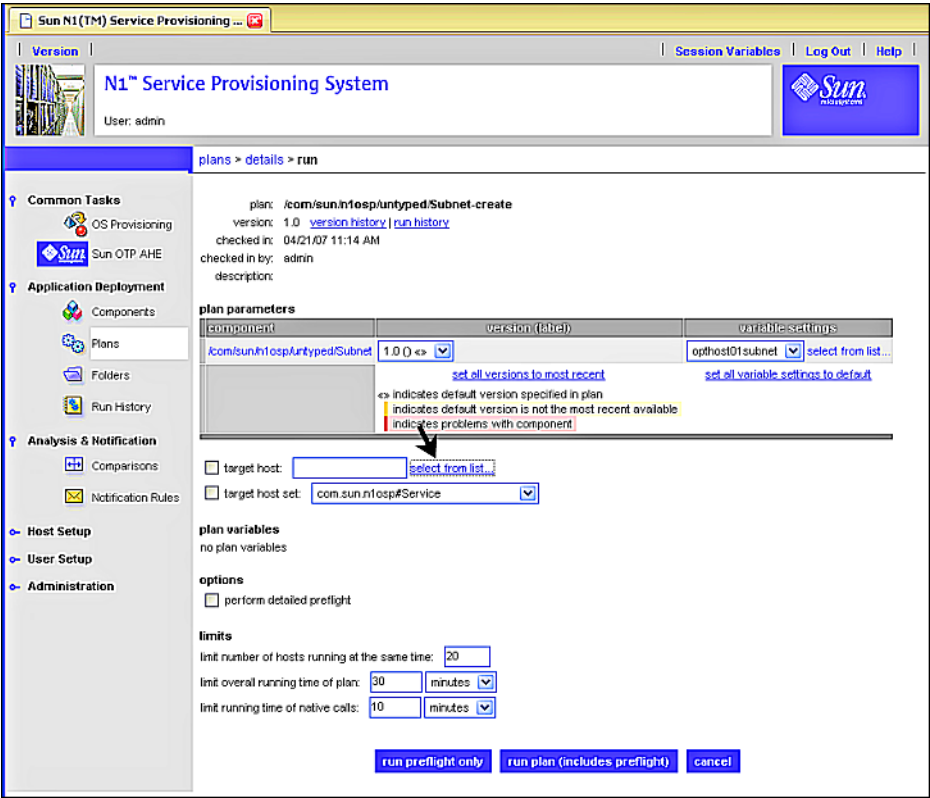 Sun N1(TM) Service Provisioning ...
Version
Session Variables | Log Out | Help
N1™ Service Provisioning System
User: admin
Sun
microsystems
plans > details > run
Common Tasks
OS Provisioning
Sun Sun OTP AHE
Application Deployment
Components
Plans
Folders
Run History
Analysis & Notification
Comparisons
Notification Rules
Host Setup
User Setup
Administration
plan: /com/sun/n1osp/untyped/Subnet-create
version: 1.0 version history | run history
checked in: 04/21/07 11:14 AM
checked in by: admin
description:
plan parameters
component version (label) variable settings
/com/sun/n1osp/untyped/Subnet 1.0 () <> opthost01subnet select from list...
set all versions to most recent set all variable settings to default
<> indicates default version specified in plan
indicates default version is not the most recent available
indicates problems with component
target host: select from list...
target host set: com.sun.n1osp#Service
plan variables
no plan variables
options
perform detailed preflight
limits
limit number of hosts running at the same time: 20
limit overall running time of plan: 30 minutes
limit running time of native calls: 10 minutes
run preflight only run plan (includes preflight) cancel